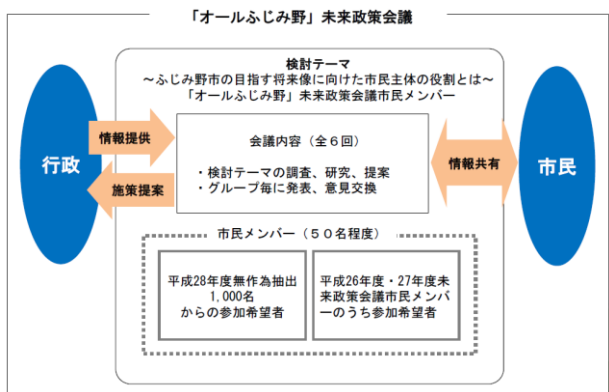 「オールふじみ野」未来政策会議
検討テーマ
～ふじみ野市の目指す将来像に向けた市民主体の役割とは～
「オールふじみ野」未来政策会議市民メンバー
行政
情報提供
施策提案
会議内容（全６回）
・検討テーマの調査、研究、提案
・グループ毎に発表、意見交換
情報共有
市民
市民メンバー（５０名程度）
平成28年度無作為抽出
1,000名
からの参加希望者
平成26年度・27年度未
来政策会議市民メンバ
ーのうち参加希望者